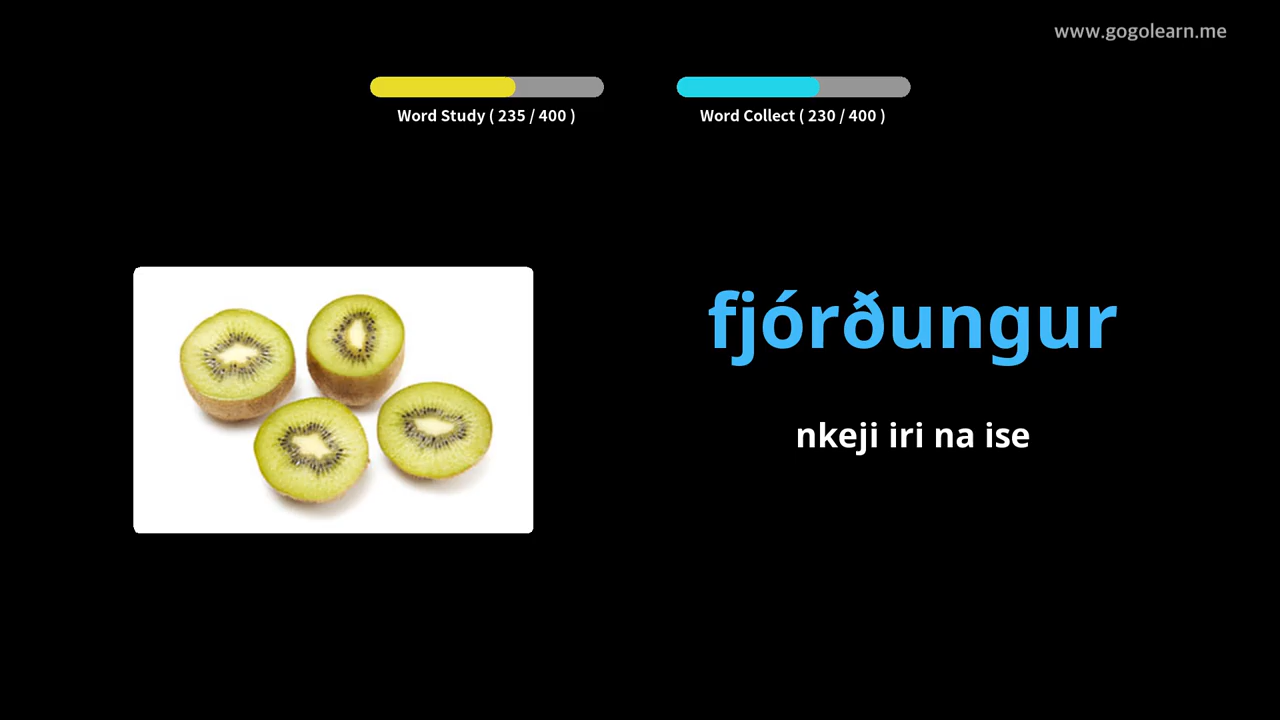 www.gogolearn.me
Word Study ( 235 / 400 )
Word Collect ( 230 / 400 )
fjórðungur
nkeji iri na ise